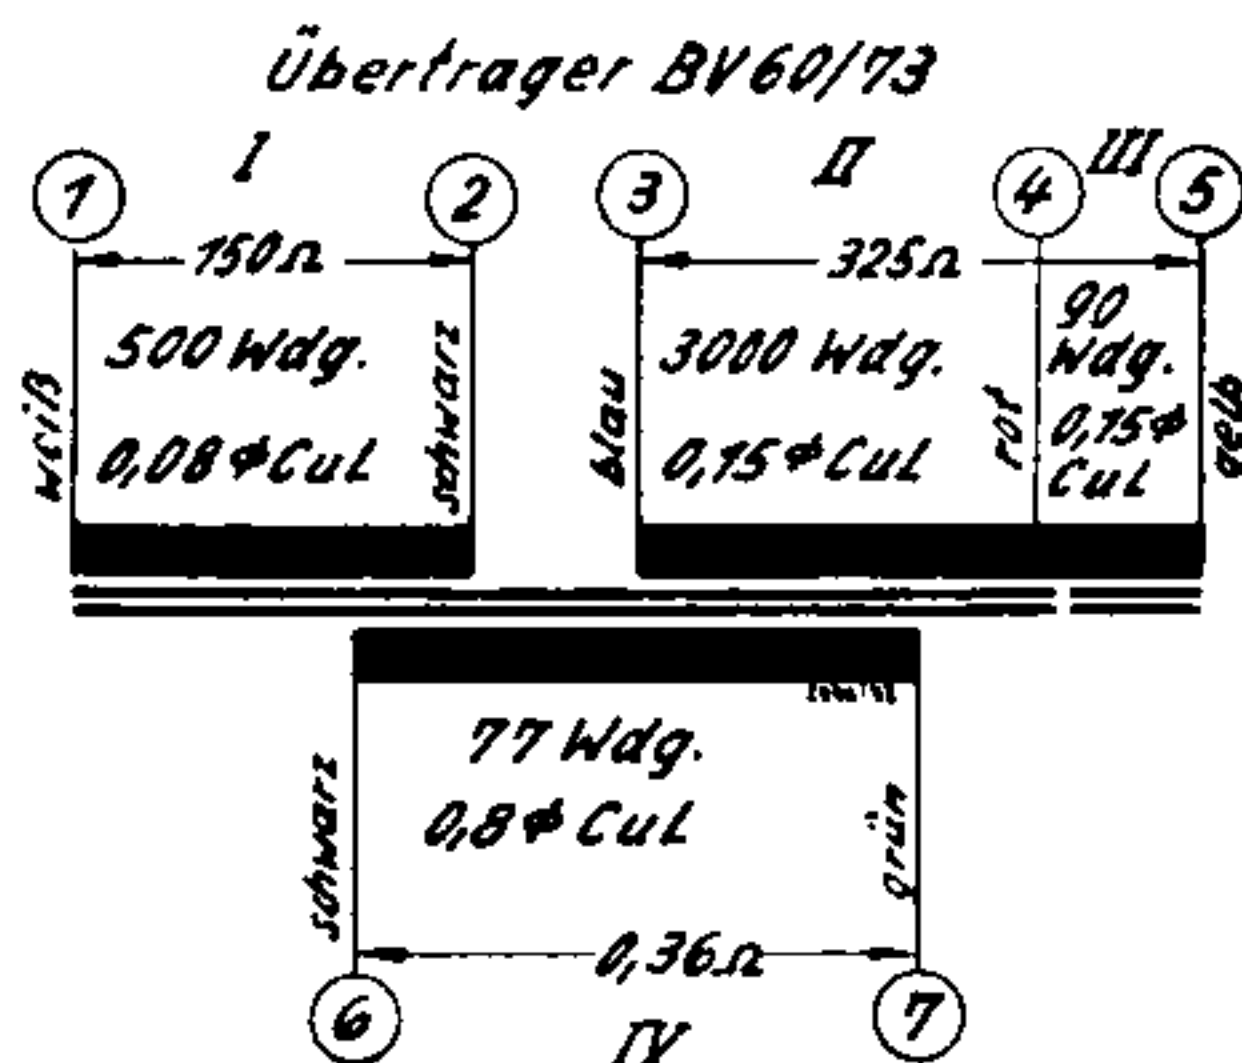 Übertrager BV60/73
I II III
1 2 3 4 5
150Ω 325Ω
500 Wdg.
0,08 ϕ CuL
weiß
schwarz
3000 Wdg.
0,15 ϕ CuL
blau
rot
90
Wdg.
0,15 ϕ
CuL
gelb
77 Wdg.
0,8 ϕ CuL
schwarz
grün
0,36Ω
6 7
IV